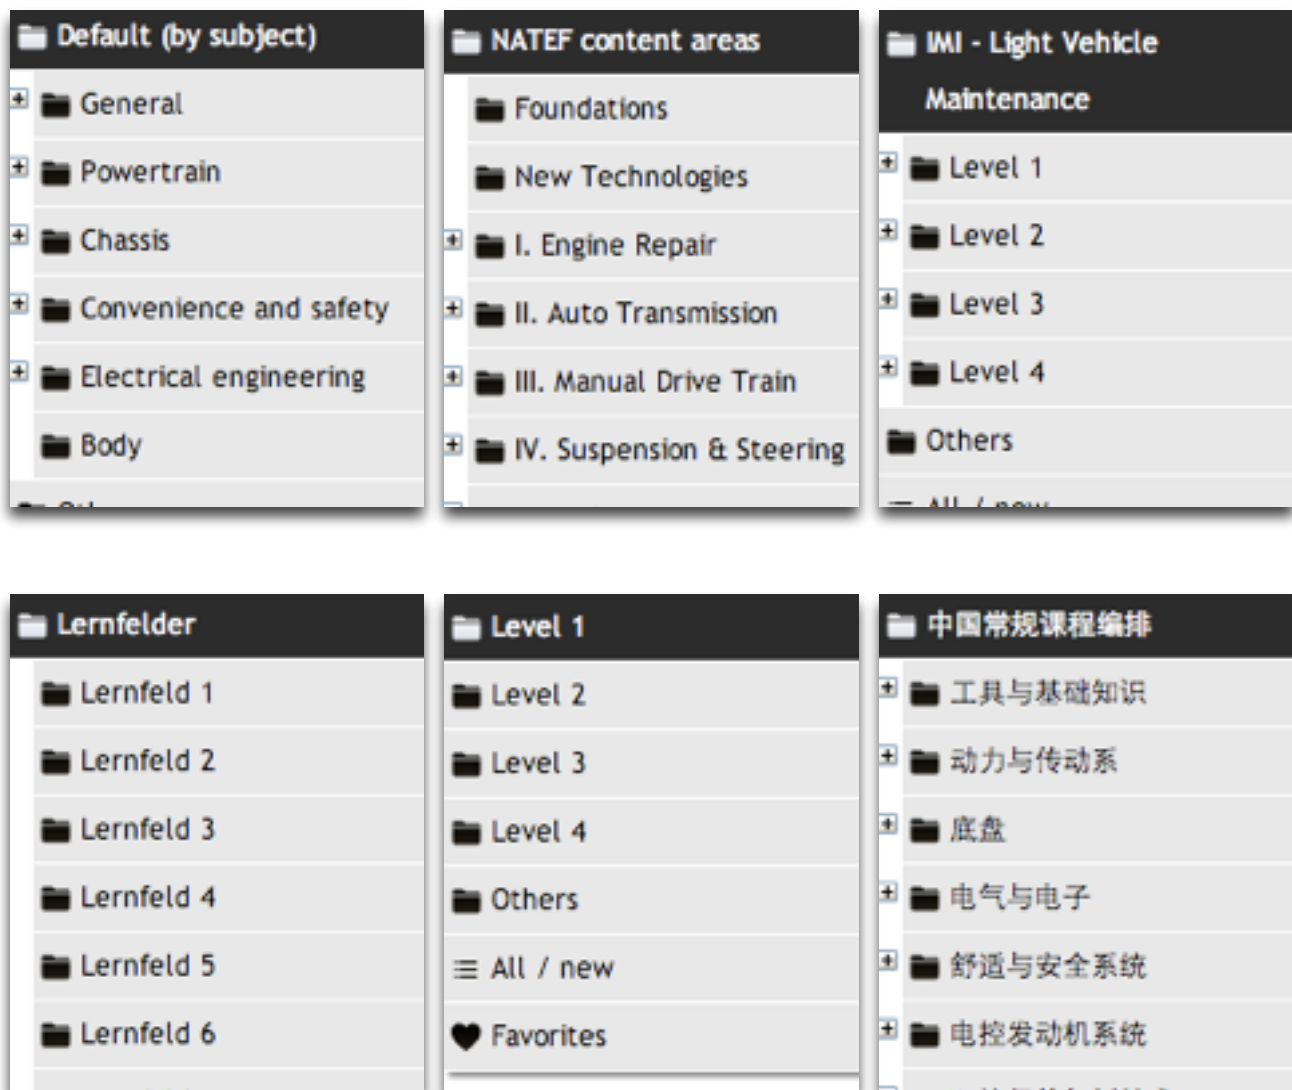 Default (by subject)
General
Powertrain
Chassis
Convenience and safety
Electrical engineering
Body
NATEF content areas
Foundations
New Technologies
I. Engine Repair
II. Auto Transmission
III. Manual Drive Train
IV. Suspension & Steering
IMI - Light Vehicle
Maintenance
Level 1
Level 2
Level 3
Level 4
Others
All / new
Lernfelder
Lernfeld 1
Lernfeld 2
Lernfeld 3
Lernfeld 4
Lernfeld 5
Lernfeld 6
Level 1
Level 2
Level 3
Level 4
Others
All / new
Favorites
中国常规课程编排
工具与基础知识
动力与传动系
底盘
电气与电子
舒适与安全系统
电控发动机系统